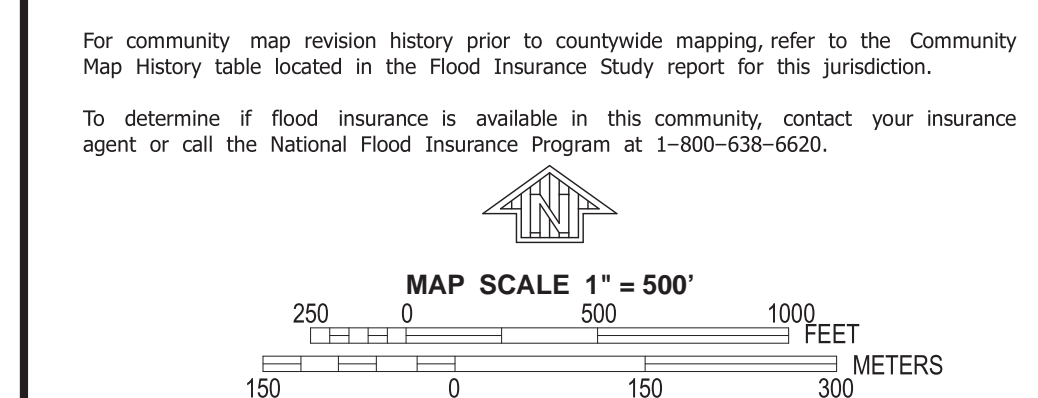 For community map revision history prior to countywide mapping, refer to the Community
Map History table located in the Flood Insurance Study report for this jurisdiction.
To determine if flood insurance is available in this community, contact your insurance
agent or call the National Flood Insurance Program at 1–800–638–6620.
N
MAP SCALE 1" = 500’
250 0 500 1000
FEET
METERS
150 0 150 300